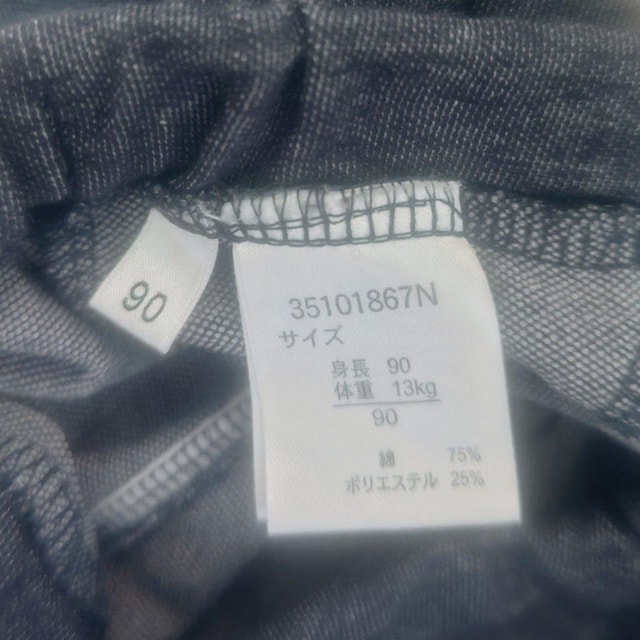 90
35101867N
サイズ
身長 90
体重 13kg
90
綿 75%
ポリエステル 25%